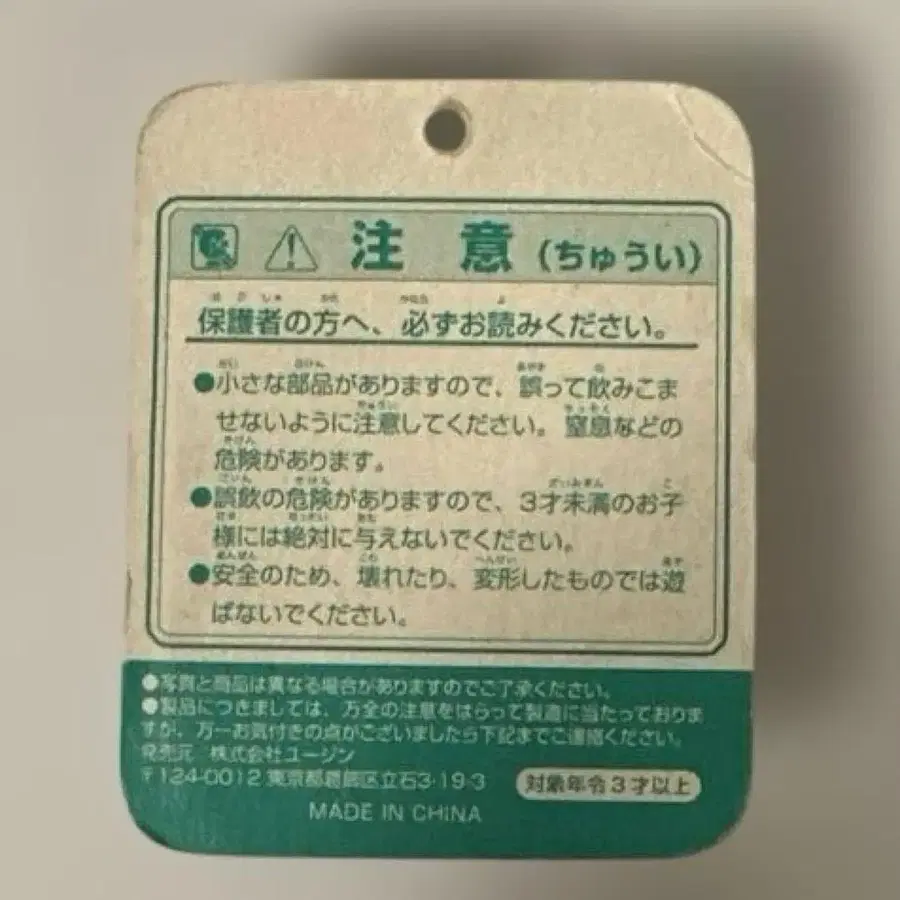 注意(ちゅうい)
保護者の方へ、必ずお読みください。
●小さな部品がありますので、誤って飲みこま
せないように注意してください。窒息などの
危険があります。
●誤飲の危険がありますので、3才未満のお子
様には絶対に与えないでください。
●安全のため、壊れたり、変形したものでは遊
ばないでください。
●写真と商品は異なる場合がありますのでご了承ください。
●製品につきましては、万全の注意をはらって製造に当たっておりま
すが、万一お気付きの点がございましたら下記までご連絡ください。
発売元 株式会社ユージン
〒124-0012 東京都葛飾区立石3-19-3
対象年令3才以上
MADE IN CHINA